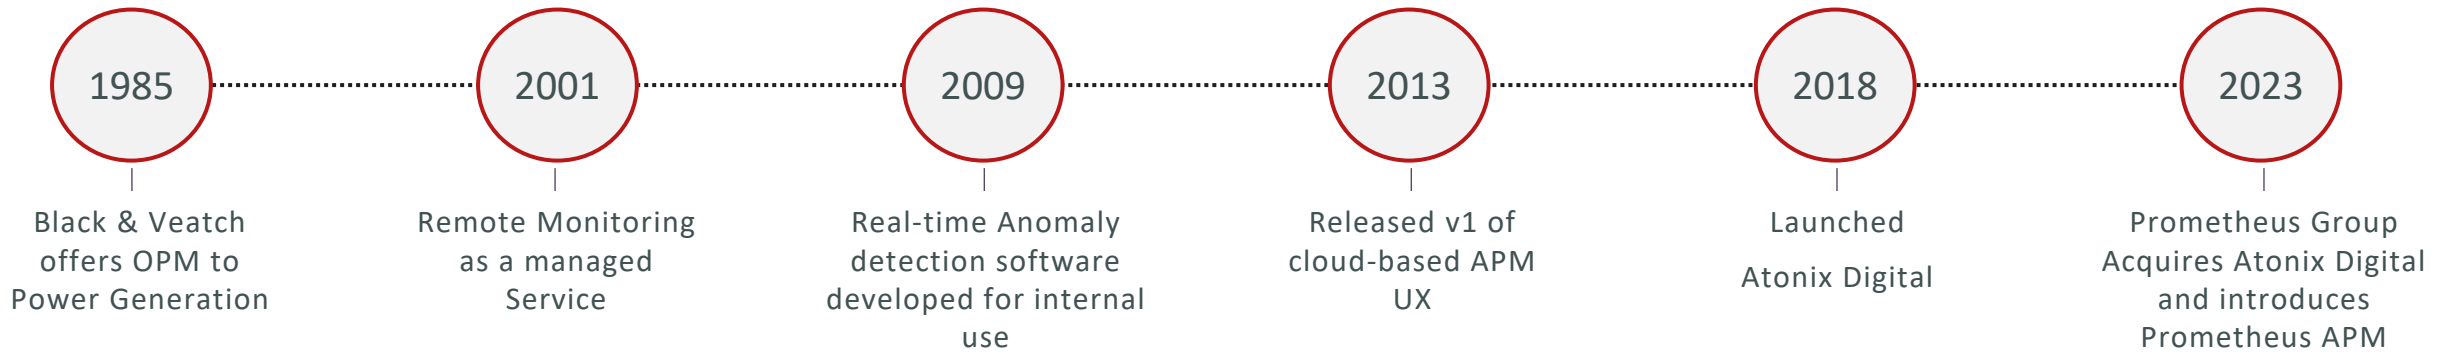 1985
Black & Veatch
offers OPM to
Power Generation
2001
Remote Monitoring
as a managed
Service
2009
Real-time Anomaly
detection software
developed for internal
use
2013
Released v1 of
cloud-based APM
UX
2018
Launched
Atonix Digital
2023
Prometheus Group
Acquires Atonix Digital
and introduces
Prometheus APM